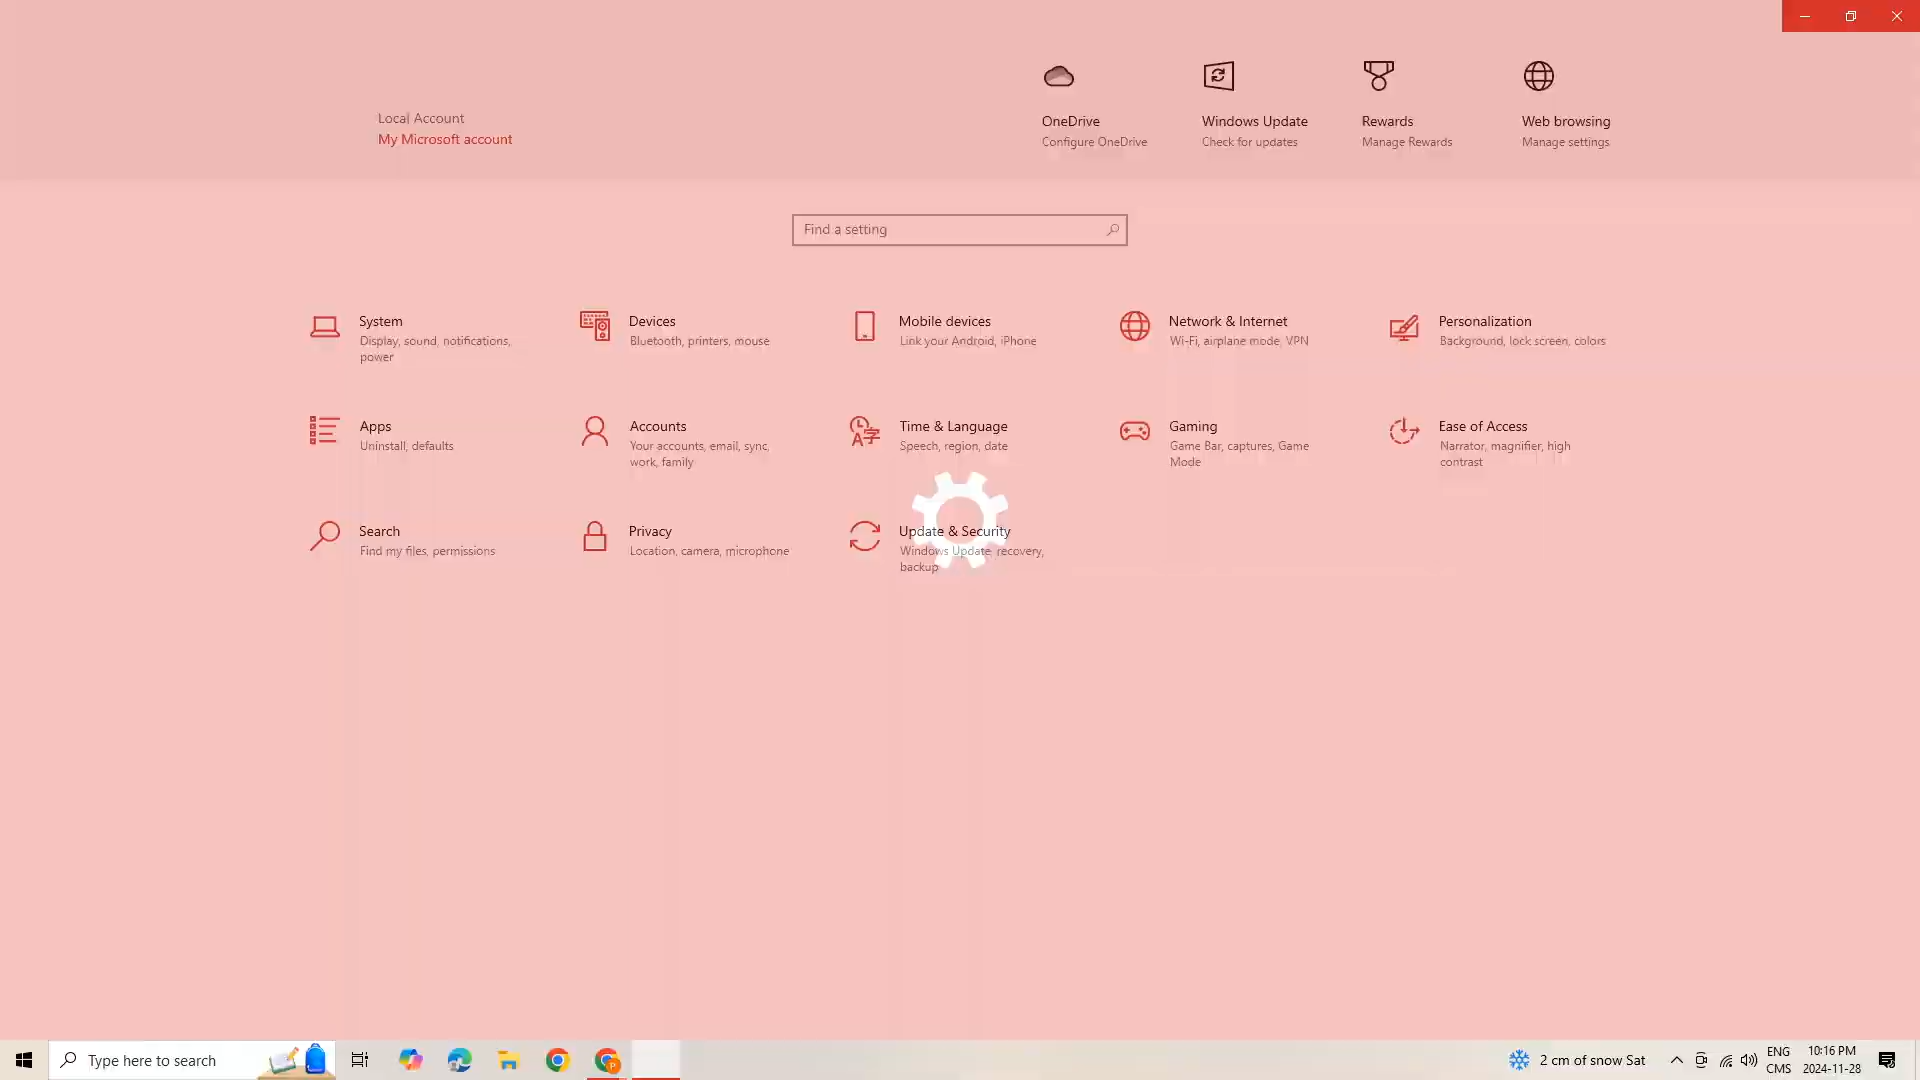 Local Account
My Microsoft account
OneDrive
Configure OneDrive
Windows Update
Check for updates
Rewards
Manage Rewards
Web browsing
Manage settings
Find a setting
System
Display, sound, notifications,
power
Devices
Bluetooth, printers, mouse
Mobile devices
Link your Android, iPhone
Network & Internet
Wi-Fi, airplane mode, VPN
Personalization
Background, lock screen, colors
Apps
Uninstall, defaults
Accounts
Your accounts, email, sync,
work, family
Time & Language
Speech, region, date
Gaming
Game Bar, captures, Game
Mode
Ease of Access
Narrator, magnifier, high
contrast
Search
Find my files, permissions
Privacy
Location, camera, microphone
Update & Security
Windows Update, recovery,
backup
Type here to search
2 cm of snow Sat
ENG
CMS
10:16 PM
2024-11-28